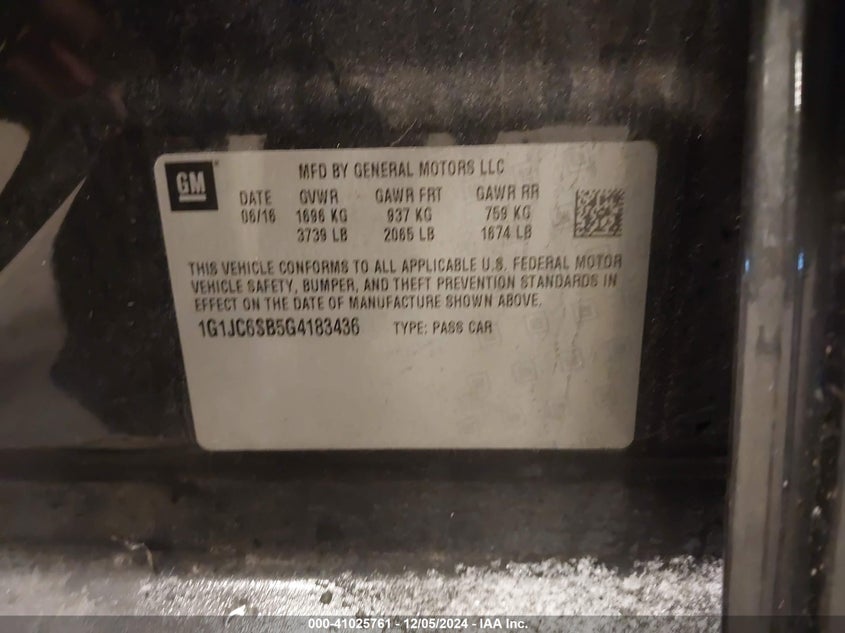 GM
MFD BY GENERAL MOTORS LLC
DATE GVWR GAWR FRT GAWR RR
06/16 1696 KG 937 KG 759 KG
3739 LB 2065 LB 1674 LB
THIS VEHICLE CONFORMS TO ALL APPLICABLE U.S. FEDERAL MOTOR
VEHICLE SAFETY, BUMPER, AND THEFT PREVENTION STANDARDS IN
EFFECT ON THE DATE OF MANUFACTURE SHOWN ABOVE.
1G1JC6SB5G4183436 TYPE: PASS CAR
000-41025761 - 12/05/2024 - IAA Inc.